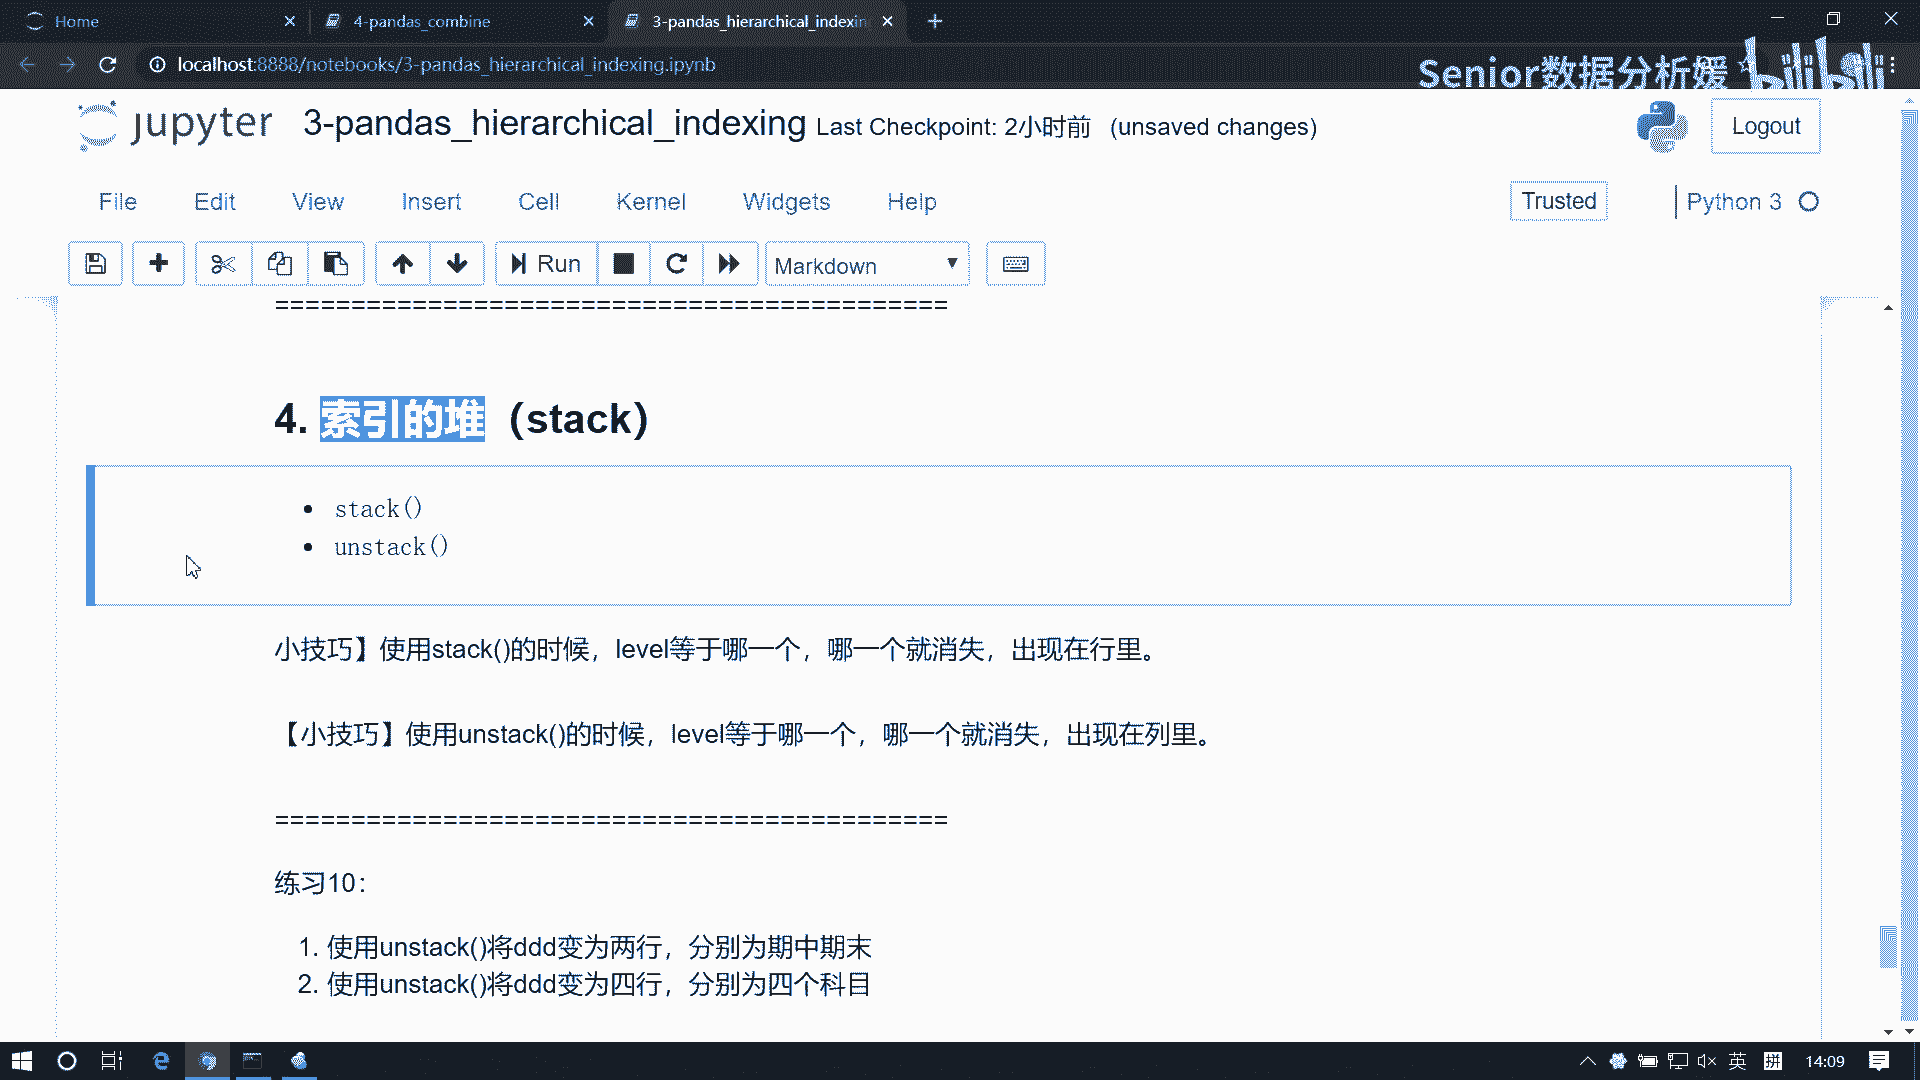 Home
4-pandas_combine
3-pandas_hierarchical_indexin
localhost:8888/notebooks/3-pandas_hierarchical_indexing.ipynb
Senior数据分析媛
bilibili
jupyter
3-pandas_hierarchical_indexing Last Checkpoint: 2小时前 (unsaved changes)
Logout
File Edit View Insert Cell Kernel Widgets Help
Trusted
Python 3
Run
Markdown
===========================================
4. 索引的堆（stack）
• stack()
• unstack()
小技巧】使用stack()的时候，level等于哪一个，哪一个就消失，出现在行里。
【小技巧】使用unstack()的时候，level等于哪一个，哪一个就消失，出现在列里。
===========================================
练习10：
1. 使用unstack()将ddd变为两行，分别为期中期末
2. 使用unstack()将ddd变为四行，分别为四个科目
英
拼
14:09